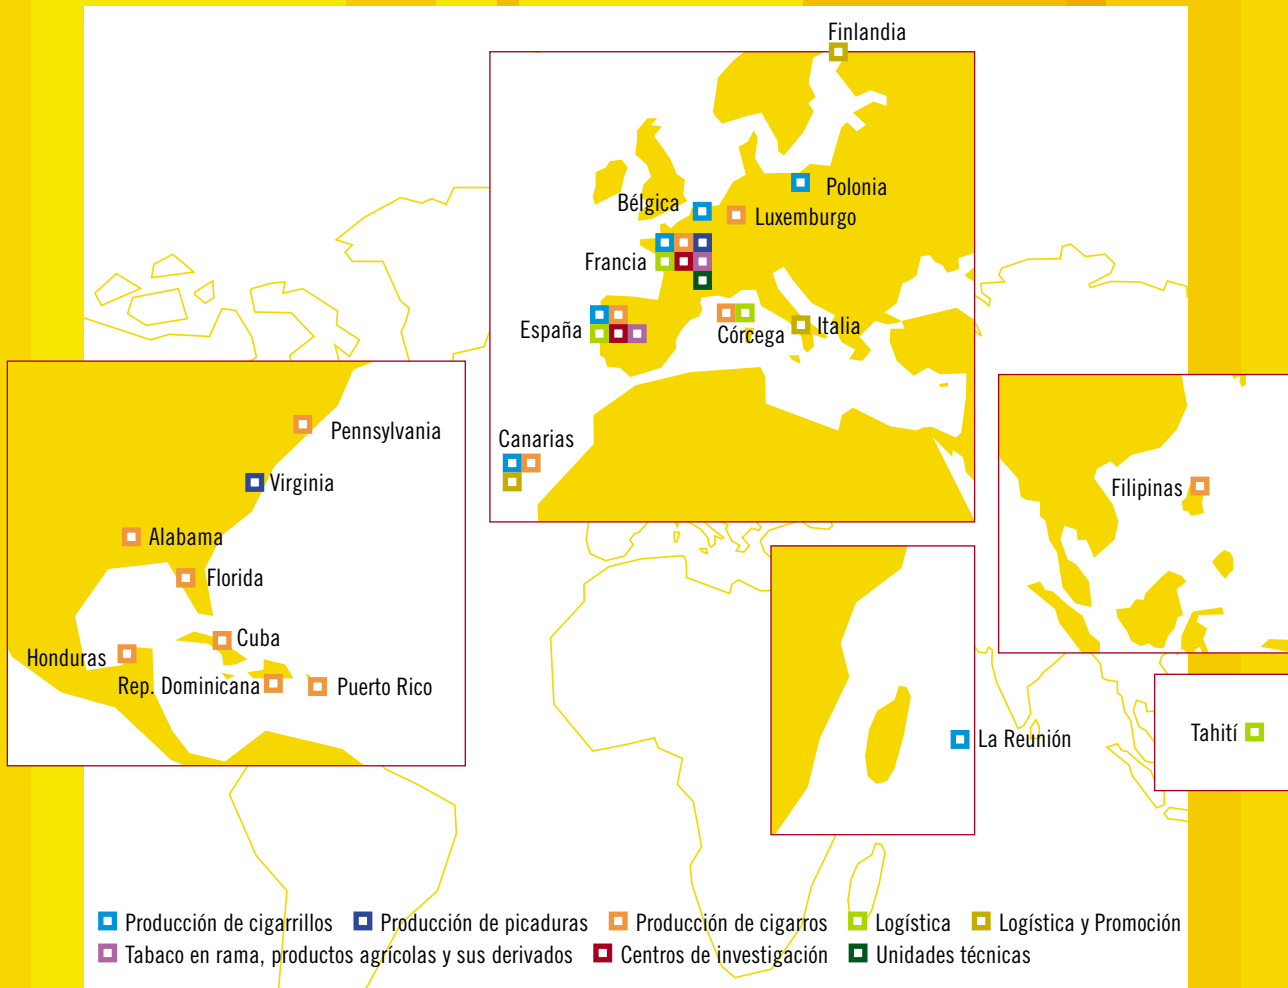 Finlandia
Polonia
Bélgica
Luxemburgo
Francia
España
Córcega
Italia
Canarias
Pennsylvania
Virginia
Alabama
Florida
Cuba
Honduras
Rep. Dominicana
Puerto Rico
Filipinas
La Reunión
Tahití
Producción de cigarrillos Producción de picaduras Producción de cigarros Logística Logística y Promoción
Tabaco en rama, productos agrícolas y sus derivados Centros de investigación Unidades técnicas